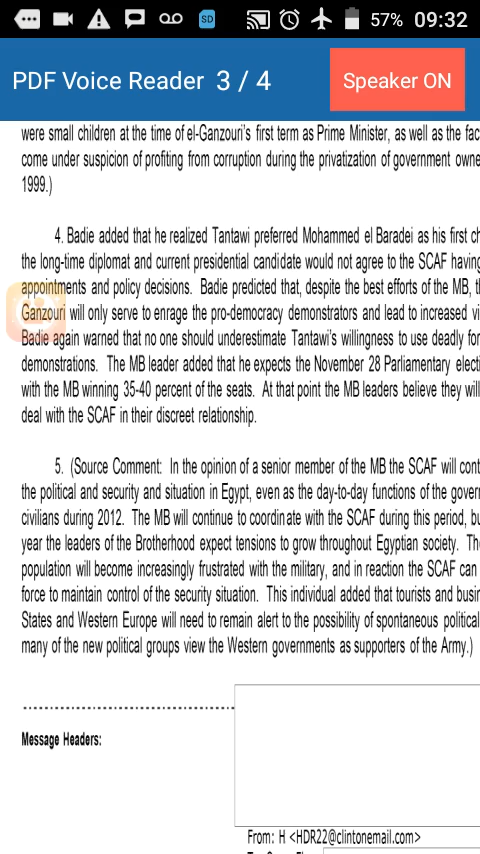 SD 57% 09:32
PDF Voice Reader 3 / 4 Speaker ON
were small children at the time of el-Ganzouri's first term as Prime Minister, as well as the fac
come under suspicion of profiting from corruption during the privatization of government owne
1999.)
4. Badie added that he realized Tantawi preferred Mohammed el Baradei as his first ch
the long-time diplomat and current presidential candidate would not agree to the SCAF having
appointments and policy decisions. Badie predicted that, despite the best efforts of the MB, t
Ganzouri will only serve to enrage the pro-democracy demonstrators and lead to increased vi
Badie again warned that no one should underestimate Tantawi's willingness to use deadly for
demonstrations. The MB leader added that he expects the November 28 Parliamentary electi
with the MB winning 35-40 percent of the seats. At that point the MB leaders believe they will
deal with the SCAF in their discreet relationship.
5. (Source Comment: In the opinion of a senior member of the MB the SCAF will cont
the political and security and situation in Egypt, even as the day-to-day functions of the gover
civilians during 2012. The MB will continue to coordinate with the SCAF during this period, bu
year the leaders of the Brotherhood expect tensions to grow throughout Egyptian society. Th
population will become increasingly frustrated with the military, and in reaction the SCAF can
force to maintain control of the security situation. This individual added that tourists and busi
States and Western Europe will need to remain alert to the possibility of spontaneous political
many of the new political groups view the Western governments as supporters of the Army.)
Message Headers:
From: H <HDR22@clintonemail.com>